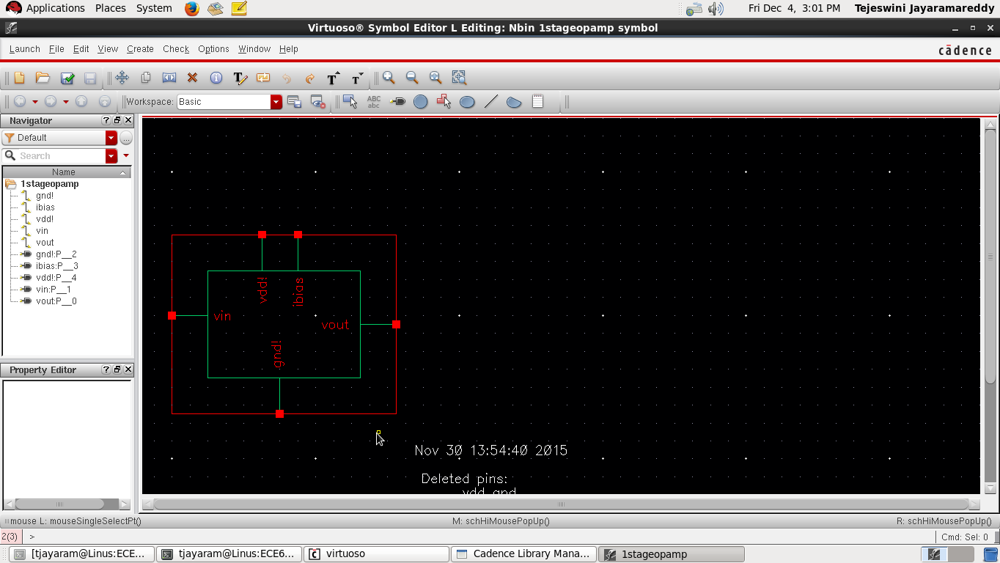 Applications Places System Fri Dec 4, 3:01 PM Tejeswini Jayaramareddy
Virtuoso® Symbol Editor L Editing: Nbin 1stageopamp symbol
Launch File Edit View Create Check Options Window Help cādence
Workspace: Basic ABC abc
Navigator
Default
Search
Name
1stageopamp
gnd!
ibias
vdd!
vin
vout
gnd!:P__2
ibias:P__3
vdd!:P__4
vin:P__1
vout:P__0
Property Editor
vdd!
ibias
vin
vout
gnd!
Nov 30 13:54:40 2015
Deleted pins:
vdd gnd
mouse L: mouseSingleSelectPt() M: schHiMousePopUp() R: schHiMousePopUp()
2(3) > Cmd: Sel: 0
[tjayaram@Linus:ECE... tjayaram@Linus:ECE6... virtuoso Cadence Library Mana... 1stageopamp